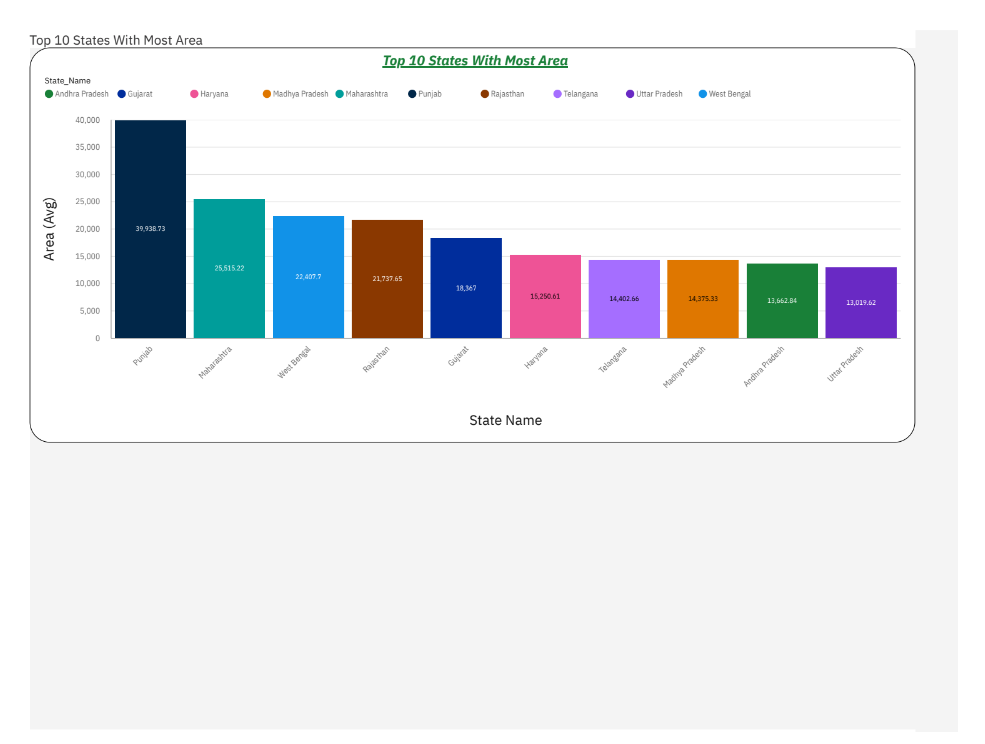 Top 10 States With Most Area
Top 10 States With Most Area
State_Name
Andhra Pradesh Gujarat Haryana Madhya Pradesh Maharashtra Punjab Rajasthan Telangana Uttar Pradesh West Bengal
Area (Avg)
40,000
35,000
30,000
25,000
20,000
15,000
10,000
5,000
0
39,938.73
25,515.22
22,407.7
21,737.65
18,367
15,250.61
14,402.66
14,375.33
13,662.84
13,019.62
Punjab
Maharashtra
West Bengal
Rajasthan
Gujarat
Haryana
Telangana
Madhya Pradesh
Andhra Pradesh
Uttar Pradesh
State Name